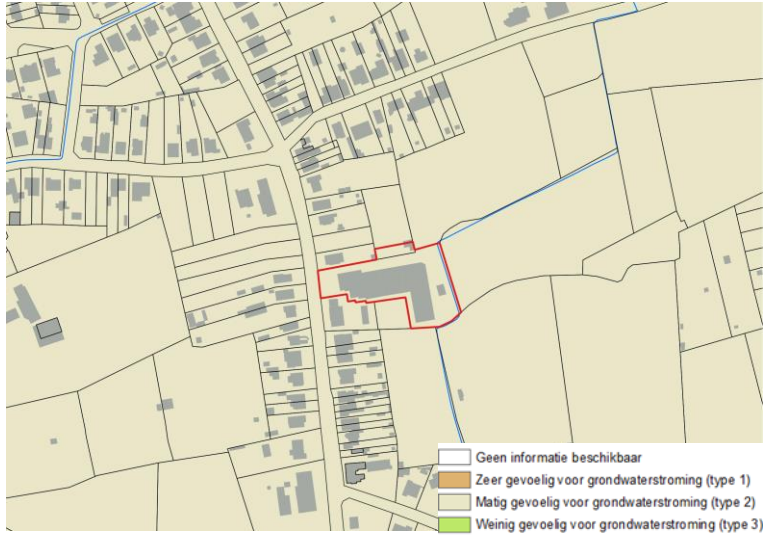 Geen informatie beschikbaar
Zeer gevoelig voor grondwaterstroming (type 1)
Matig gevoelig voor grondwaterstroming (type 2)
Weinig gevoelig voor grondwaterstroming (type 3)